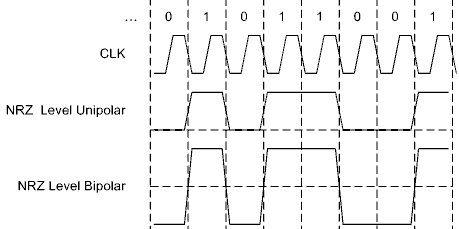 ... 0 1 0 1 1 0 0 1
CLK
NRZ Level Unipolar
NRZ Level Bipolar